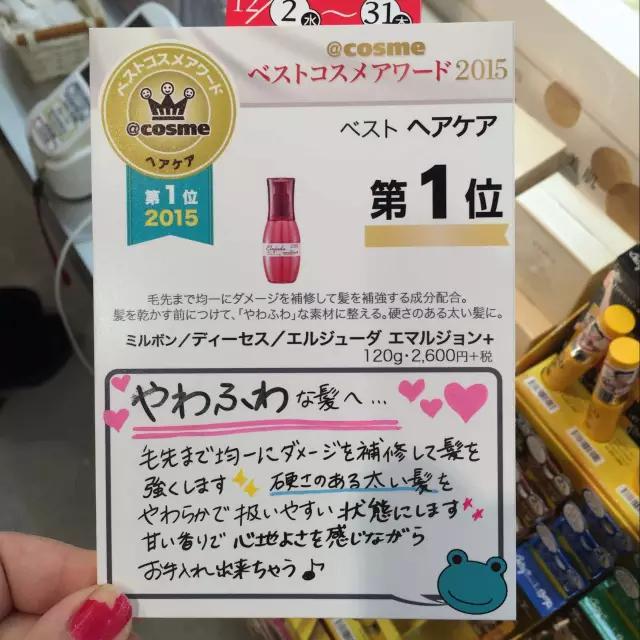 12/2水～31木
@cosme
ベストコスメアワード2015
ベストコスメアワード
@cosme
ヘアケア
第1位
2015
ベスト ヘアケア
第1位
毛先まで均一にダメージを補修して髪を補強する成分配合。
髪を乾かす前につけて、「やわふわ」な素材に整える。硬さのある太い髪に。
ミルボン／ディーセス／エルジューダ エマルジョン+
120g・2,600円+税
やわふわな髪へ…
毛先まで均一にダメージを補修して髪を
強くします 硬さのある太い髪を
やわらかで扱いやすい状態にします
甘い香りで心地よさを感じながら
お手入れ出来ちゃう♪